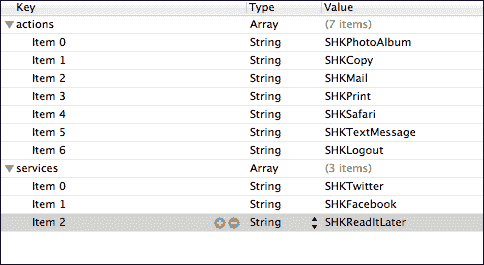 Key Type Value
actions Array (7 items)
Item 0 String SHKPhotoAlbum
Item 1 String SHKCopy
Item 2 String SHKMail
Item 3 String SHKPrint
Item 4 String SHKSafari
Item 5 String SHKTextMessage
Item 6 String SHKLogout
services Array (3 items)
Item 0 String SHKTwitter
Item 1 String SHKFacebook
Item 2 String SHKReadItLater